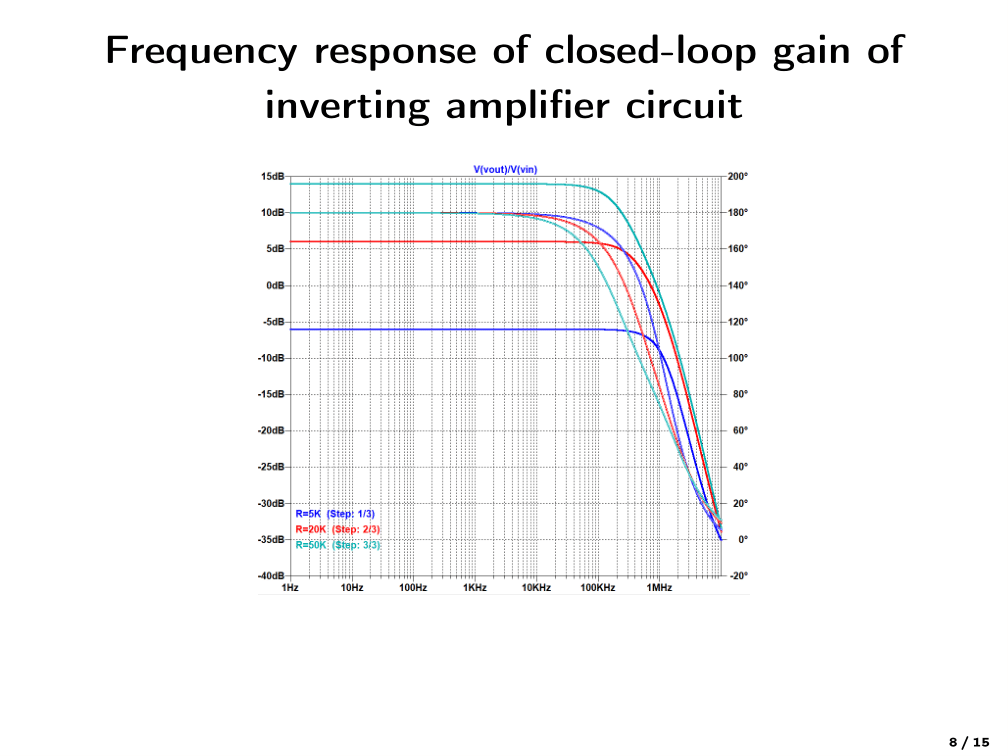 Frequency response of closed-loop gain of
inverting amplifier circuit
V(vout)/V(vin)
15dB 200°
10dB 180°
5dB 160°
0dB 140°
-5dB 120°
-10dB 100°
-15dB 80°
-20dB 60°
-25dB 40°
-30dB 20°
R=5K (Step: 1/3)
R=20K (Step: 2/3)
-35dB 0°
R=50K (Step: 3/3)
-40dB -20°
1Hz 10Hz 100Hz 1KHz 10KHz 100KHz 1MHz
8 / 15